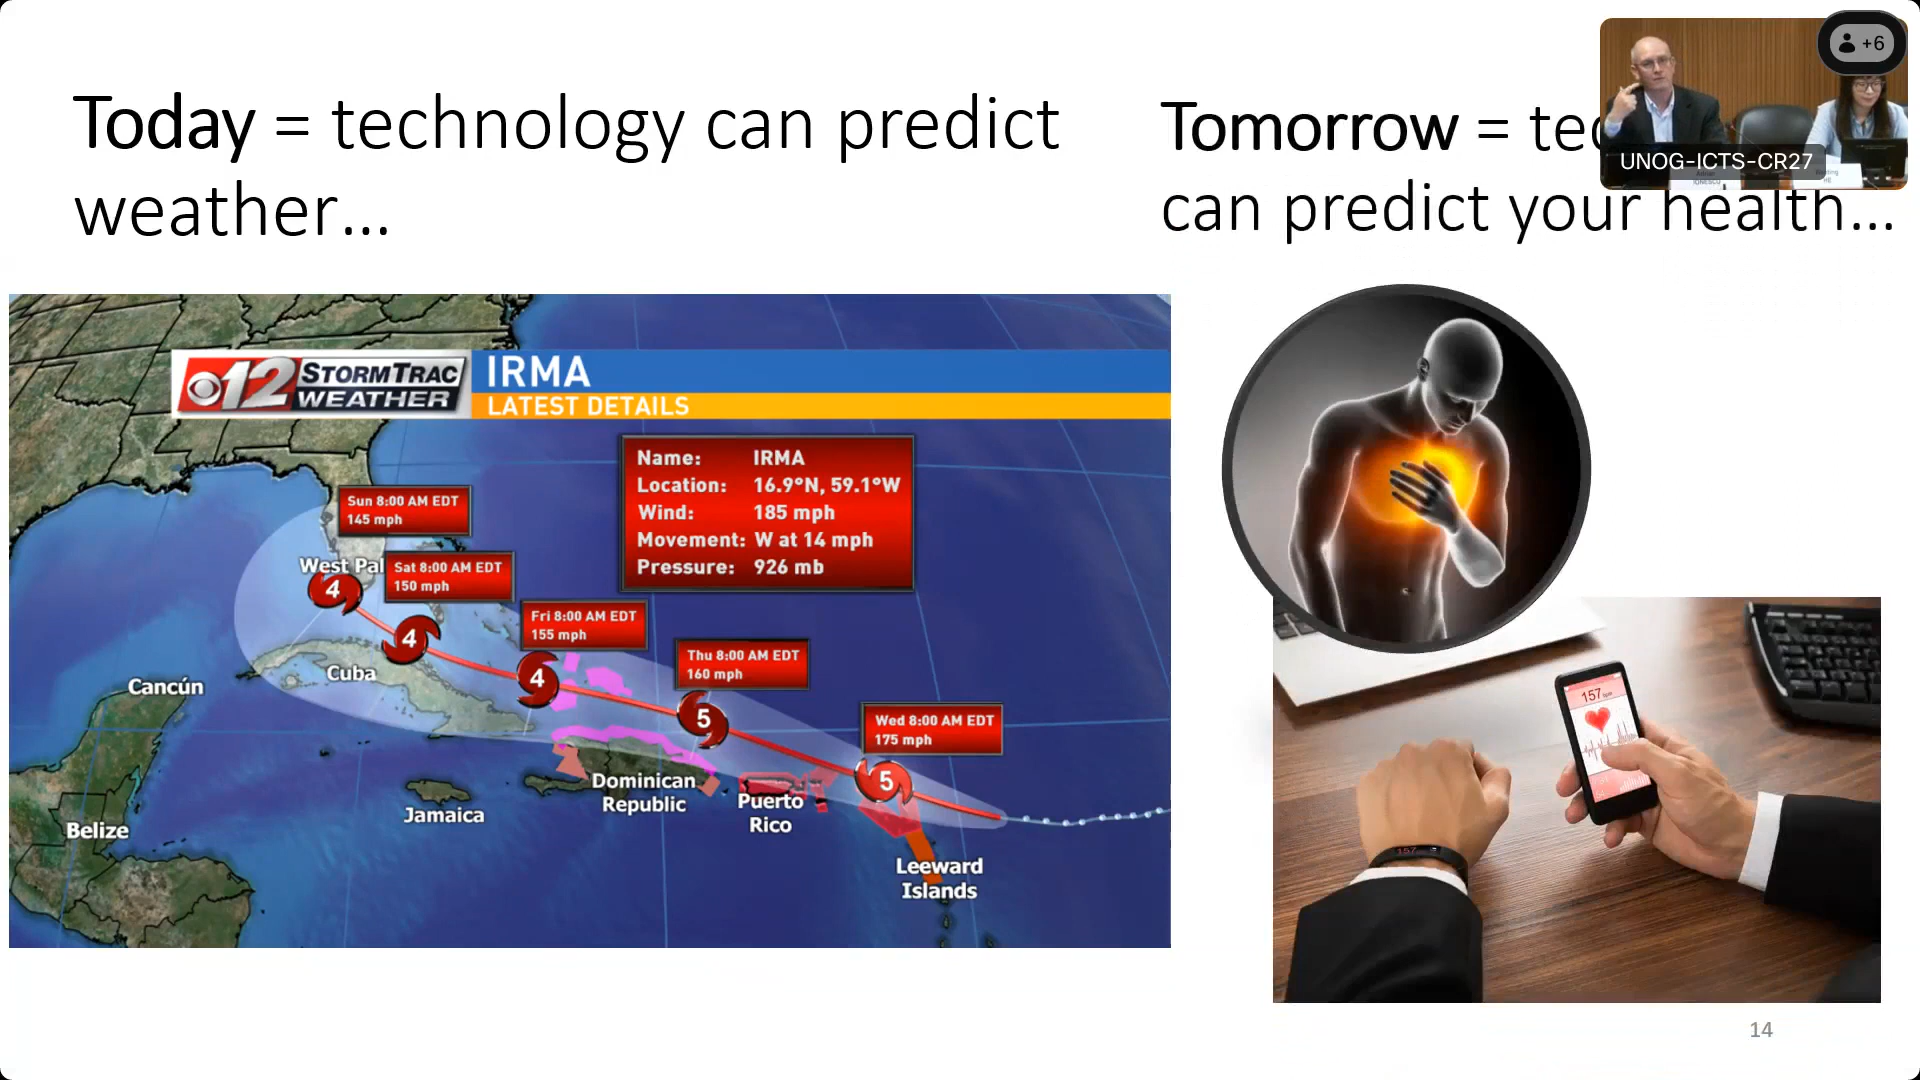 Today = technology can predict
weather...
Tomorrow = tec
can predict your health...
+6
UNOG-ICTS-CR27
12 STORMTRAC
WEATHER
IRMA
LATEST DETAILS
Name: IRMA
Location: 16.9°N, 59.1°W
Wind: 185 mph
Movement: W at 14 mph
Pressure: 926 mb
Sun 8:00 AM EDT
145 mph
West Pal
Sat 8:00 AM EDT
150 mph
Fri 8:00 AM EDT
155 mph
Thu 8:00 AM EDT
160 mph
Wed 8:00 AM EDT
175 mph
4
4
4
5
5
Cuba
Cancún
Jamaica
Belize
Dominican
Republic
Puerto
Rico
Leeward
Islands
157
157
14